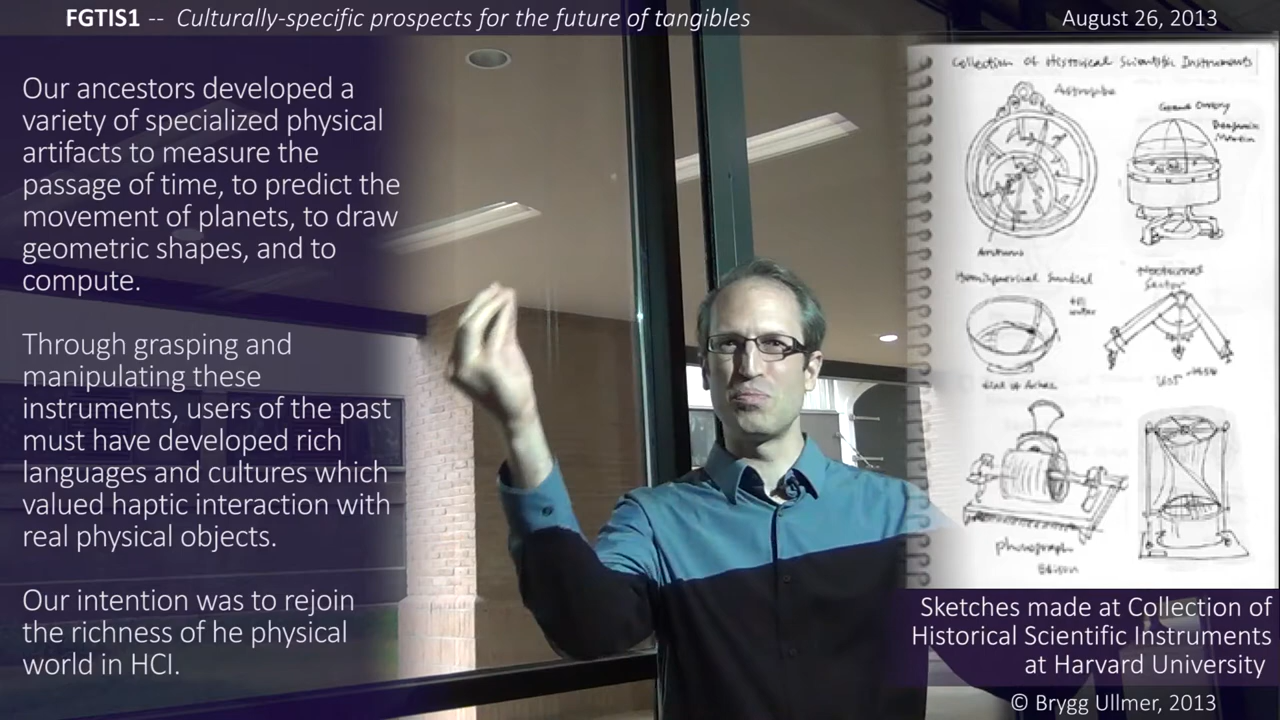 FGTIS1 -- Culturally-specific prospects for the future of tangibles
August 26, 2013
Our ancestors developed a
variety of specialized physical
artifacts to measure the
passage of time, to predict the
movement of planets, to draw
geometric shapes, and to
compute.
Through grasping and
manipulating these
instruments, users of the past
must have developed rich
languages and cultures which
valued haptic interaction with
real physical objects.
Our intention was to rejoin
the richness of he physical
world in HCI.
Collection of Historical Scientific Instruments
Grand Orrery
Benjamin
Martin
Hemispherical Sundial
Sector
Edison
Sketches made at Collection of
Historical Scientific Instruments
at Harvard University
© Brygg Ullmer, 2013